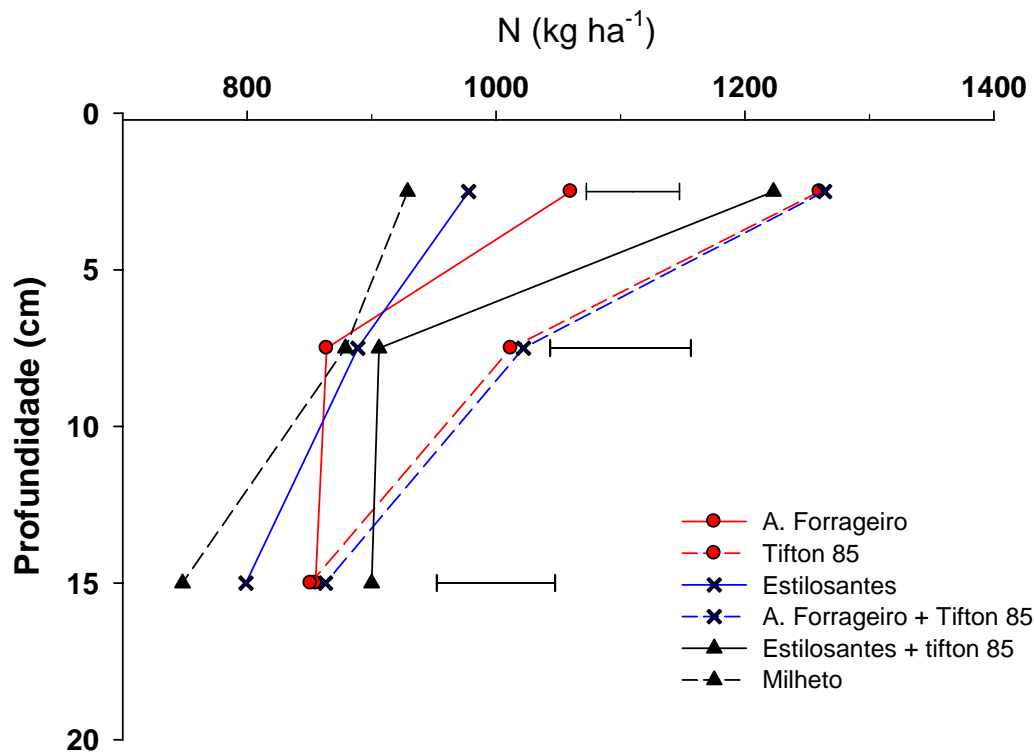 N (kg ha⁻¹)
800 1000 1200 1400
0
5
10
15
20
Profundidade (cm)
A. Forrageiro
Tifton 85
Estilosantes
A. Forrageiro + Tifton 85
Estilosantes + tifton 85
Milheto